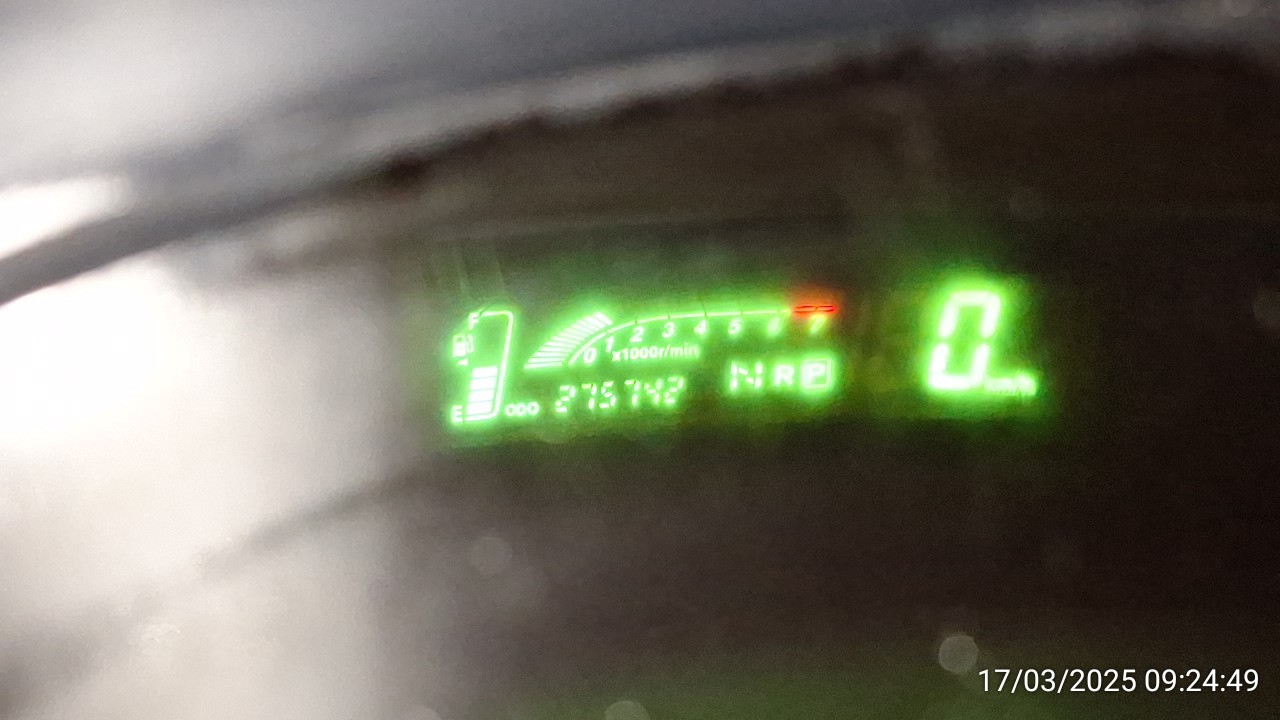 F
0 1 2 3 4 5 6 7
x1000r/min
N R P
E ODO 275742
0 km/h
17/03/2025 09:24:49